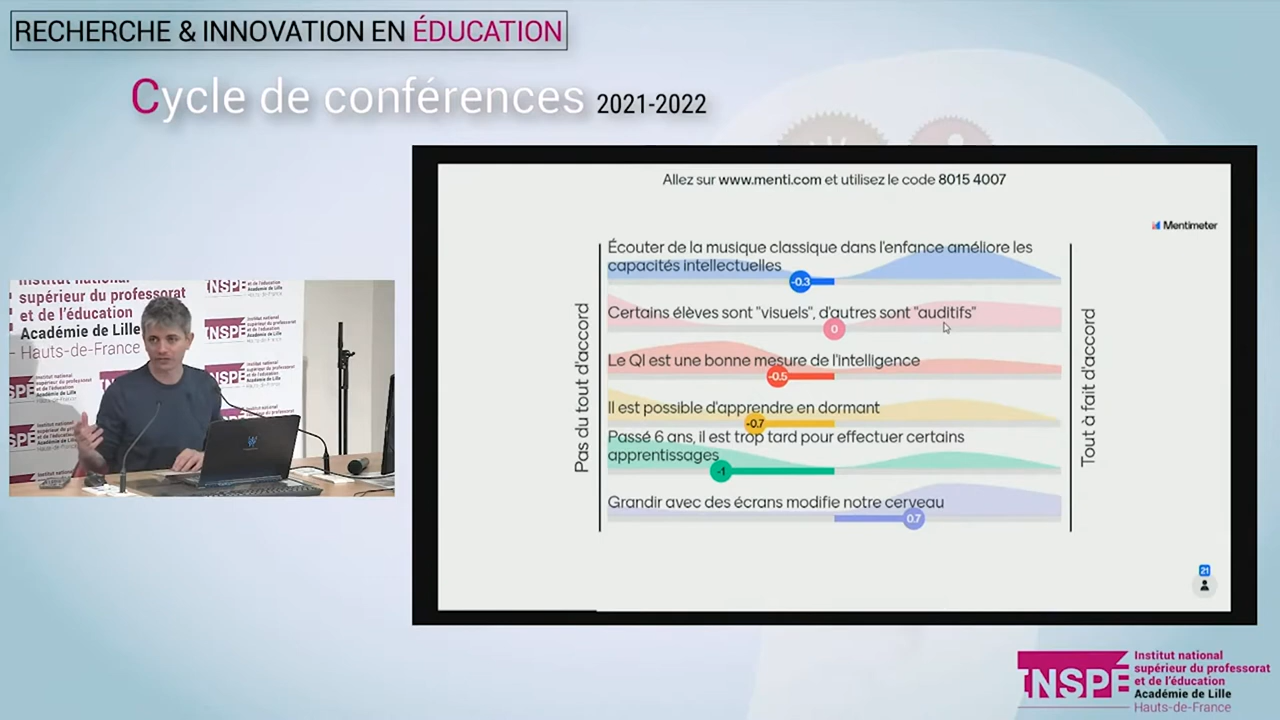 RECHERCHE & INNOVATION EN ÉDUCATION
Cycle de conférences 2021-2022
Allez sur www.menti.com et utilisez le code 8015 4007
Mentimeter
Écouter de la musique classique dans l'enfance améliore les
capacités intellectuelles
-0.3
Certains élèves sont "visuels", d'autres sont "auditifs"
0
Le QI est une bonne mesure de l'intelligence
-0.5
Il est possible d'apprendre en dormant
-0.7
Passé 6 ans, il est trop tard pour effectuer certains
apprentissages
-1
Grandir avec des écrans modifie notre cerveau
0.7
Pas du tout d'accord
Tout à fait d'accord
21
Institut national
supérieur du professorat
et de l'éducation
Académie de Lille
Hauts-de-France
INSPÉ
Institut national
supérieur du professorat
et de l'éducation
Académie de Lille
Hauts-de-France